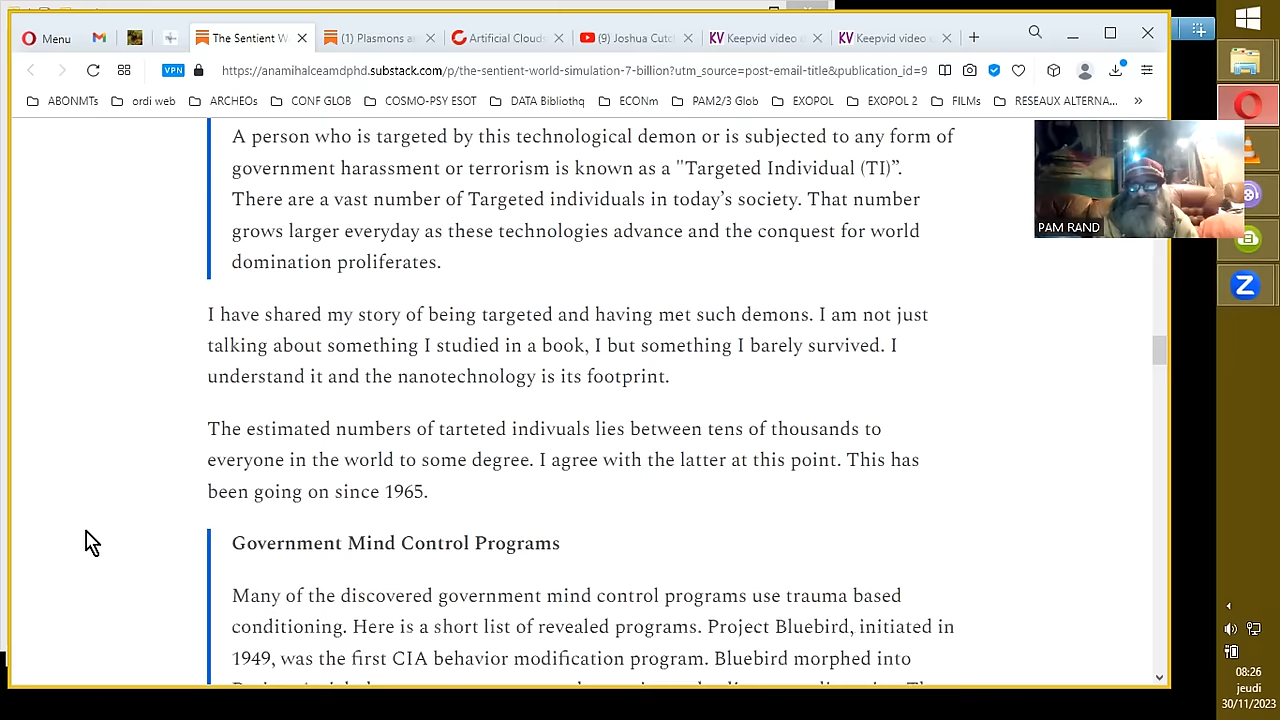 Menu
The Sentient W
(1) Plasmons a
Artificial Cloud
(9) Joshua Cutc
Keepvid video
Keepvid video
VPN
https://anamihalceamdphd.substack.com/p/the-sentient-world-simulation-7-billion?utm_source=post-email-title&publication_id=9
ABONMTs
ordi web
ARCHEOs
CONF GLOB
COSMO-PSY ESOT
DATA Bibliothq
ECONm
PAM2/3 Glob
EXOPOL
EXOPOL 2
FILMs
RESEAUX ALTERNA...
A person who is targeted by this technological demon or is subjected to any form of
government harassment or terrorism is known as a "Targeted Individual (TI)”.
There are a vast number of Targeted individuals in today’s society. That number
grows larger everyday as these technologies advance and the conquest for world
domination proliferates.
PAM RAND
I have shared my story of being targeted and having met such demons. I am not just
talking about something I studied in a book, I but something I barely survived. I
understand it and the nanotechnology is its footprint.
The estimated numbers of tarteted indivuals lies between tens of thousands to
everyone in the world to some degree. I agree with the latter at this point. This has
been going on since 1965.
Government Mind Control Programs
Many of the discovered government mind control programs use trauma based
conditioning. Here is a short list of revealed programs. Project Bluebird, initiated in
1949, was the first CIA behavior modification program. Bluebird morphed into
08:26
jeudi
30/11/2023